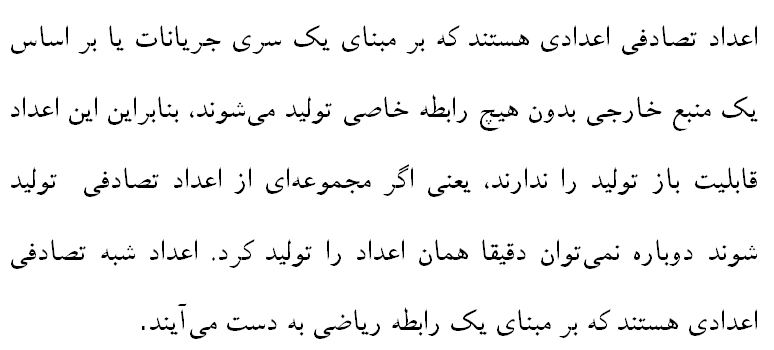 اعداد تصادفی اعدادی هستند که بر مبنای یک سری جریانات یا بر اساس
یک منبع خارجی بدون هیچ رابطه خاصی تولید می‌شوند، بنابراین این اعداد
قابلیت باز تولید را ندارند، یعنی اگر مجموعه‌ای از اعداد تصادفی تولید
شوند دوباره نمی‌توان دقیقا همان اعداد را تولید کرد. اعداد شبه تصادفی
اعدادی هستند که بر مبنای یک رابطه ریاضی به دست می‌آیند.